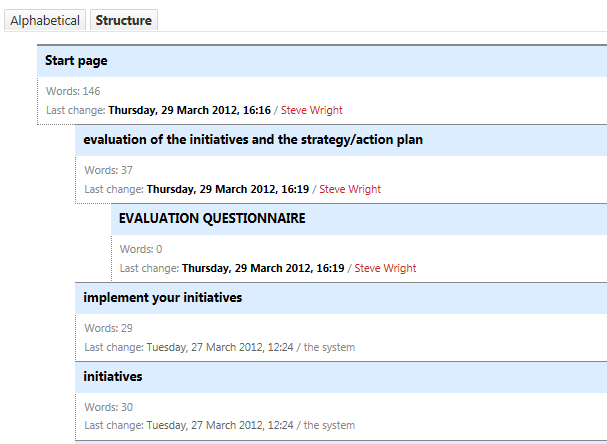 Alphabetical Structure
Start page
Words: 146
Last change: Thursday, 29 March 2012, 16:16 / Steve Wright
evaluation of the initiatives and the strategy/action plan
Words: 37
Last change: Thursday, 29 March 2012, 16:19 / Steve Wright
EVALUATION QUESTIONNAIRE
Words: 0
Last change: Thursday, 29 March 2012, 16:19 / Steve Wright
implement your initiatives
Words: 29
Last change: Tuesday, 27 March 2012, 12:24 / the system
initiatives
Words: 30
Last change: Tuesday, 27 March 2012, 12:24 / the system